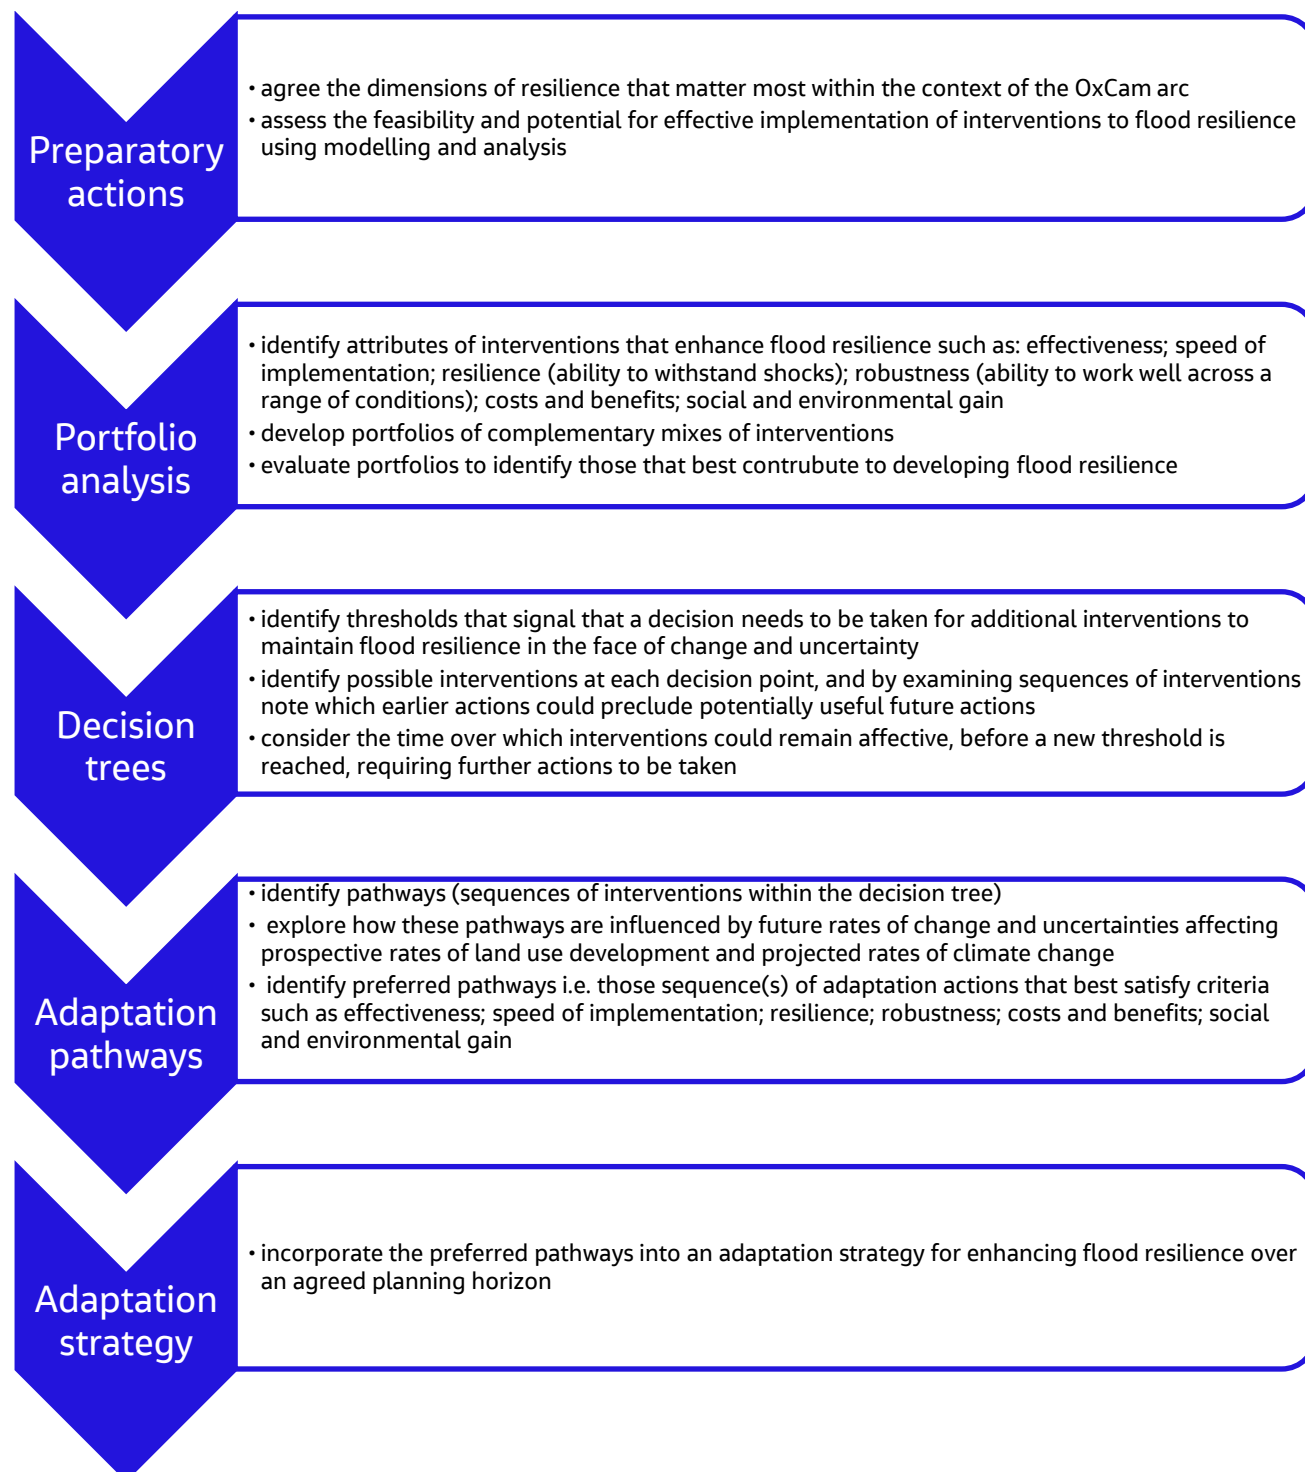 Preparatory
actions
• agree the dimensions of resilience that matter most within the context of the OxCam arc
• assess the feasibility and potential for effective implementation of interventions to flood resilience
using modelling and analysis
Portfolio
analysis
• identify attributes of interventions that enhance flood resilience such as: effectiveness; speed of
implementation; resilience (ability to withstand shocks); robustness (ability to work well across a
range of conditions); costs and benefits; social and environmental gain
• develop portfolios of complementary mixes of interventions
• evaluate portfolios to identify those that best contrubute to developing flood resilience
Decision
trees
• identify thresholds that signal that a decision needs to be taken for additional interventions to
maintain flood resilience in the face of change and uncertainty
• identify possible interventions at each decision point, and by examining sequences of interventions
note which earlier actions could preclude potentially useful future actions
• consider the time over which interventions could remain affective, before a new threshold is
reached, requiring further actions to be taken
Adaptation
pathways
• identify pathways (sequences of interventions within the decision tree)
• explore how these pathways are influenced by future rates of change and uncertainties affecting
prospective rates of land use development and projected rates of climate change
• identify preferred pathways i.e. those sequence(s) of adaptation actions that best satisfy criteria
such as effectiveness; speed of implementation; resilience; robustness; costs and benefits; social
and environmental gain
Adaptation
strategy
• incorporate the preferred pathways into an adaptation strategy for enhancing flood resilience over
an agreed planning horizon